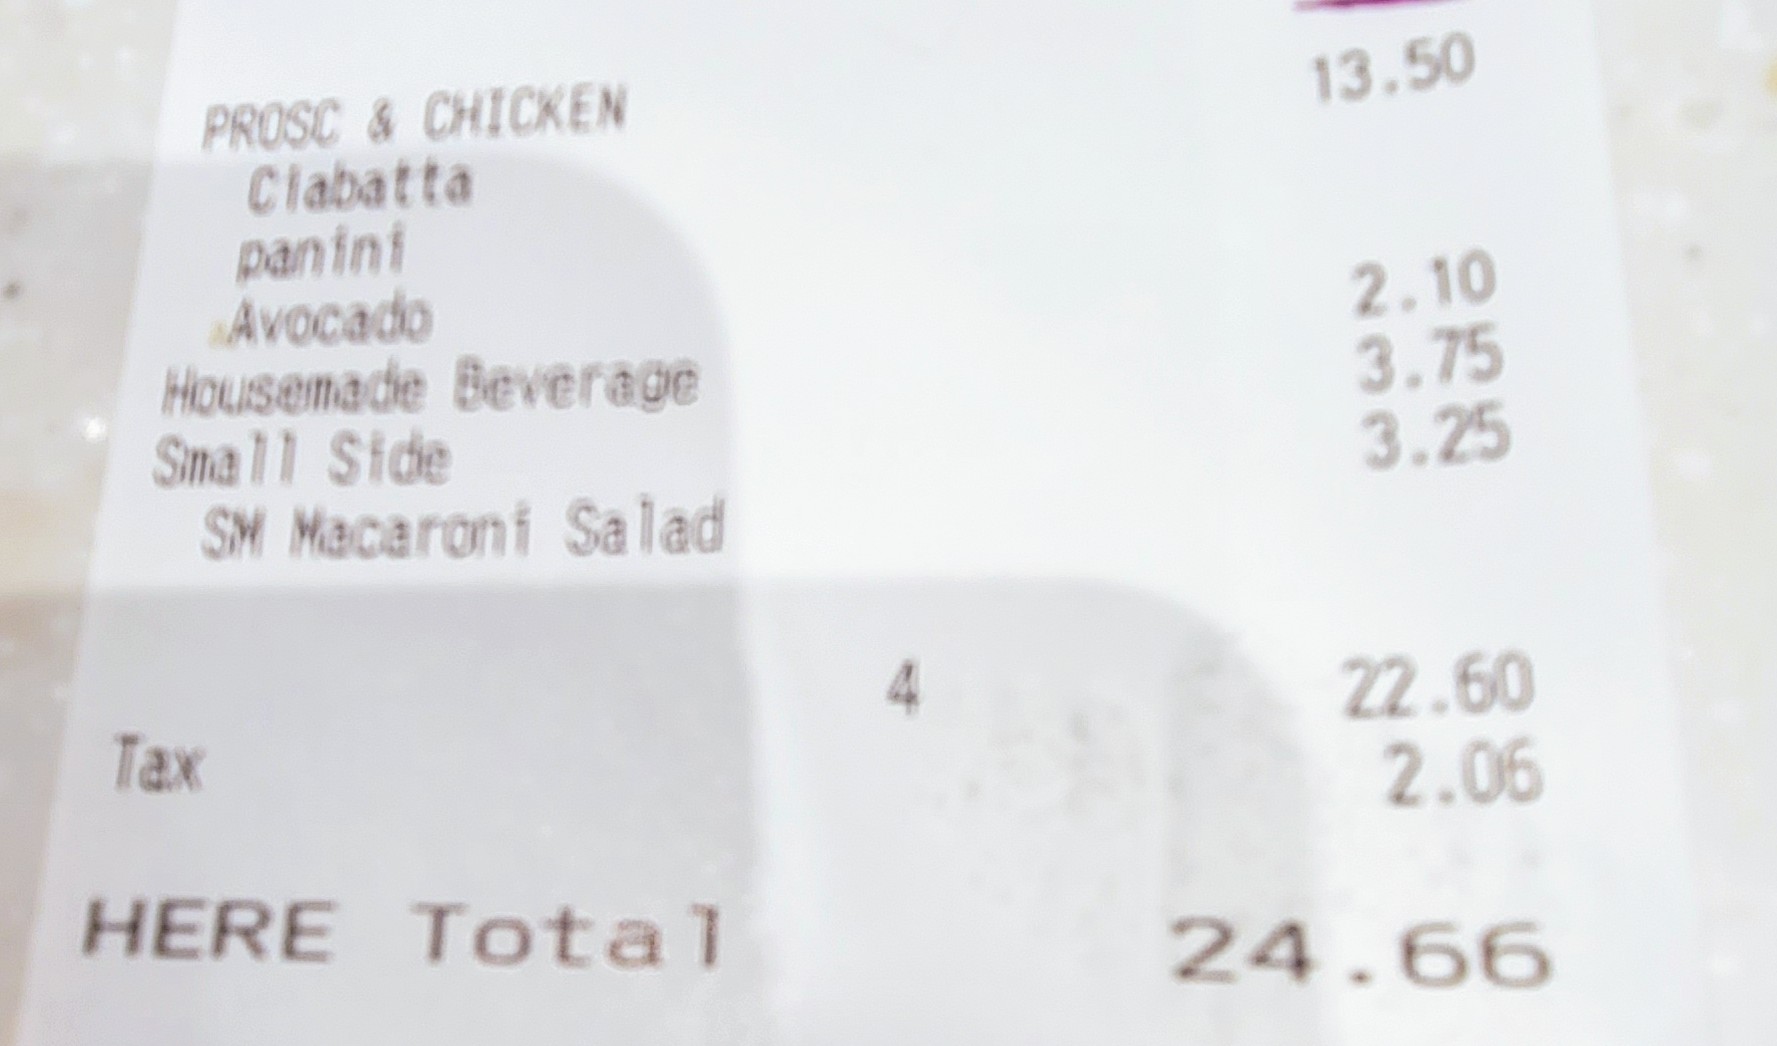 PROSC & CHICKEN 13.50
Ciabatta
panini
Avocado 2.10
Housemade Beverage 3.75
Small Side 3.25
SM Macaroni Salad
4 22.60
Tax 2.06
HERE Total 24.66